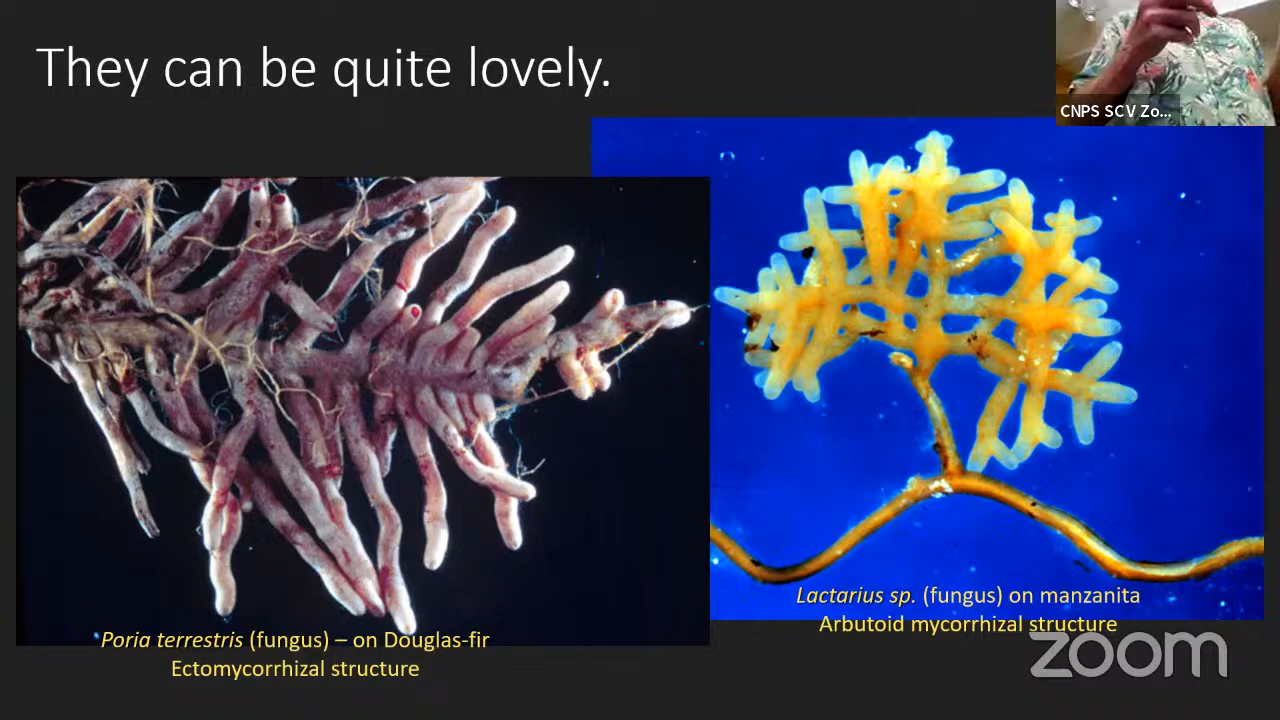 They can be quite lovely.
CNPS SCV Zo...
Lactarius sp. (fungus) on manzanita
Arbutoid mycorrhizal structure
Poria terrestris (fungus) – on Douglas-fir
Ectomycorrhizal structure
zoom